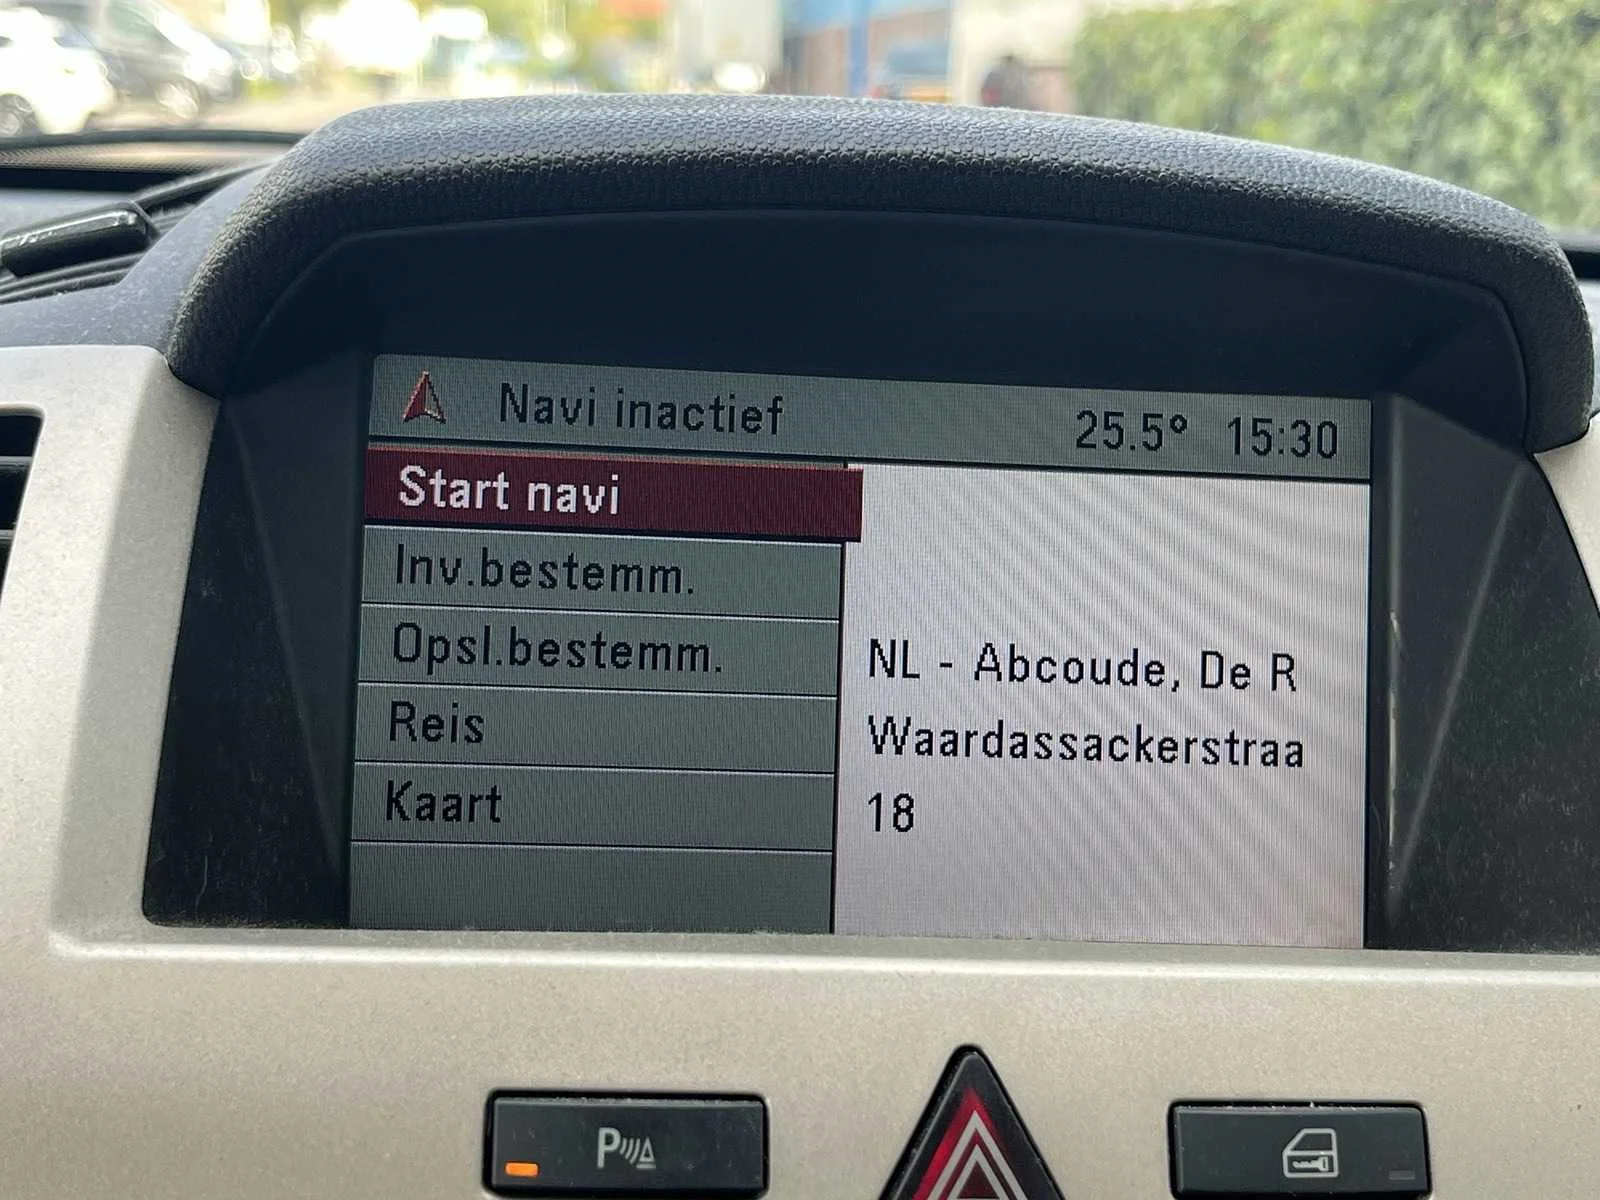 Navi inactief 25.5° 15:30
Start navi
Inv.bestemm.
Opsl.bestemm.
Reis
Kaart
NL - Abcoude, De R
Waardassackerstraa
18
P